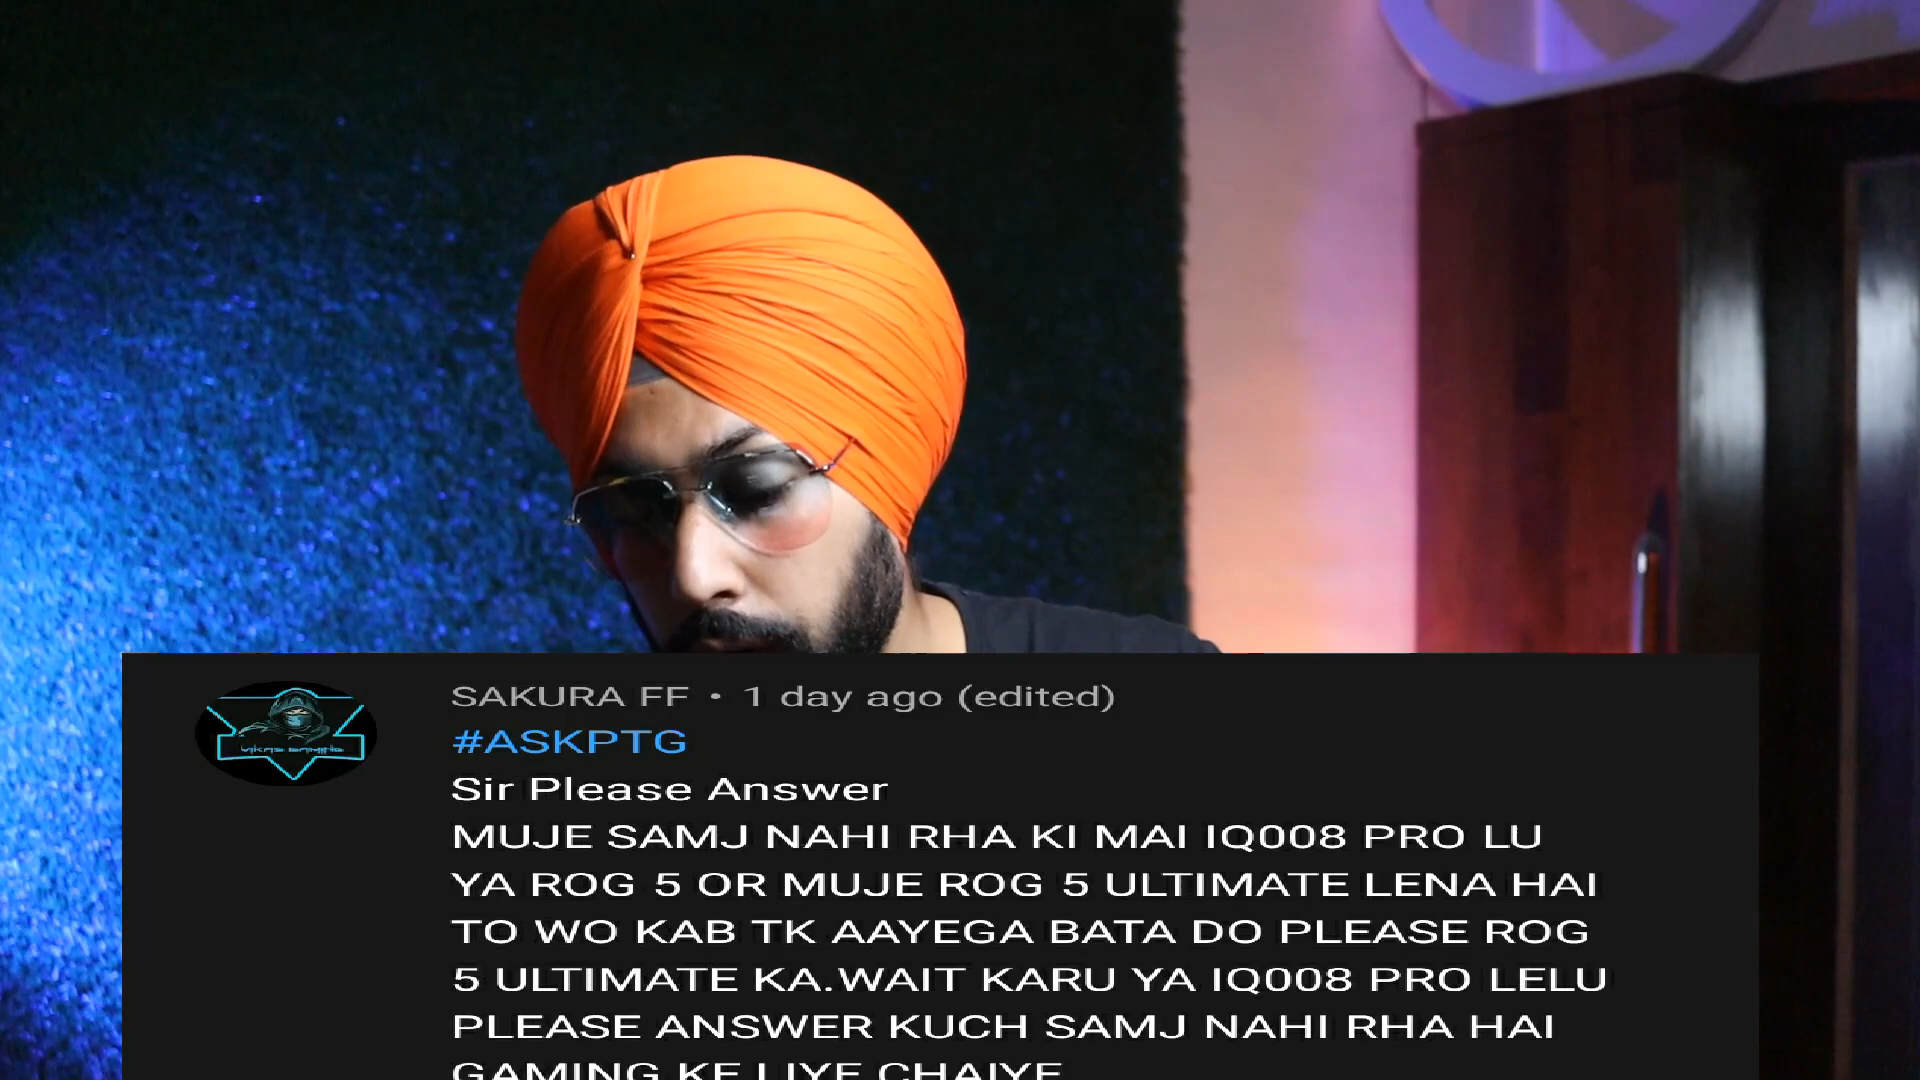 SAKURA FF • 1 day ago (edited)
#ASKPTG
Sir Please Answer
MUJE SAMJ NAHI RHA KI MAI IQ008 PRO LU
YA ROG 5 OR MUJE ROG 5 ULTIMATE LENA HAI
TO WO KAB TK AAYEGA BATA DO PLEASE ROG
5 ULTIMATE KA.WAIT KARU YA IQ008 PRO LELU
PLEASE ANSWER KUCH SAMJ NAHI RHA HAI
GAMING KE LIYE CHAIYE